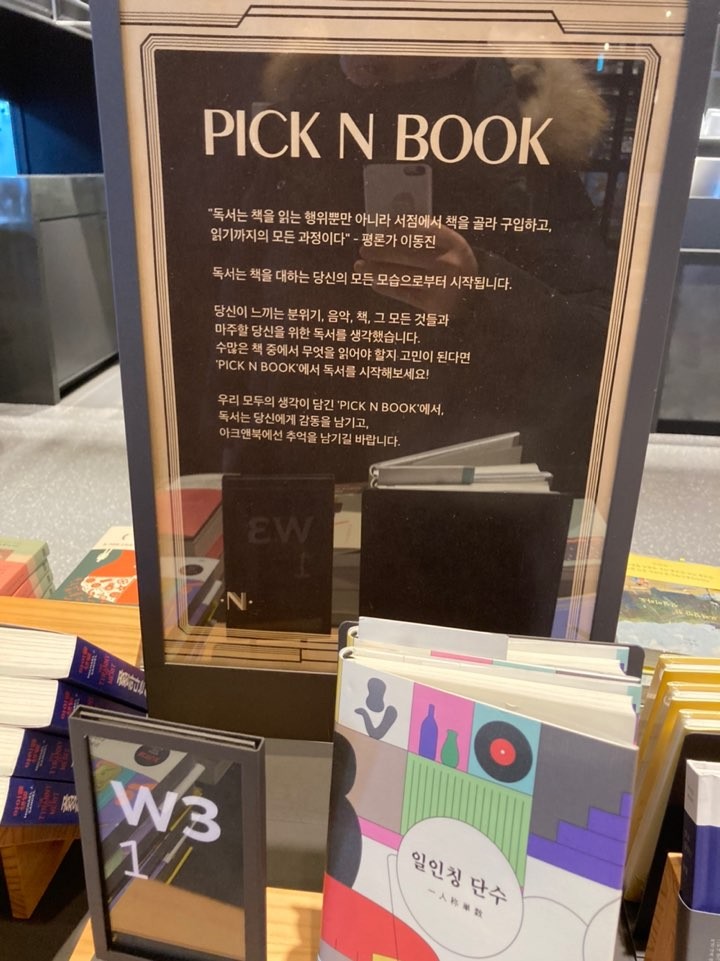 PICK N BOOK
"독서는 책을 읽는 행위뿐만 아니라 서점에서 책을 골라 구입하고,
읽기까지의 모든 과정이다" - 평론가 이동진
독서는 책을 대하는 당신의 모든 모습으로부터 시작됩니다.
당신이 느끼는 분위기, 음악, 책, 그 모든 것들과
마주할 당신을 위한 독서를 생각했습니다.
수많은 책 중에서 무엇을 읽어야 할지 고민이 된다면
'PICK N BOOK'에서 독서를 시작해보세요!
우리 모두의 생각이 담긴 'PICK N BOOK'에서,
독서는 당신에게 감동을 남기고,
아크앤북에선 추억을 남기길 바랍니다.
·N·
W3
1
일인칭 단수
一人称単数